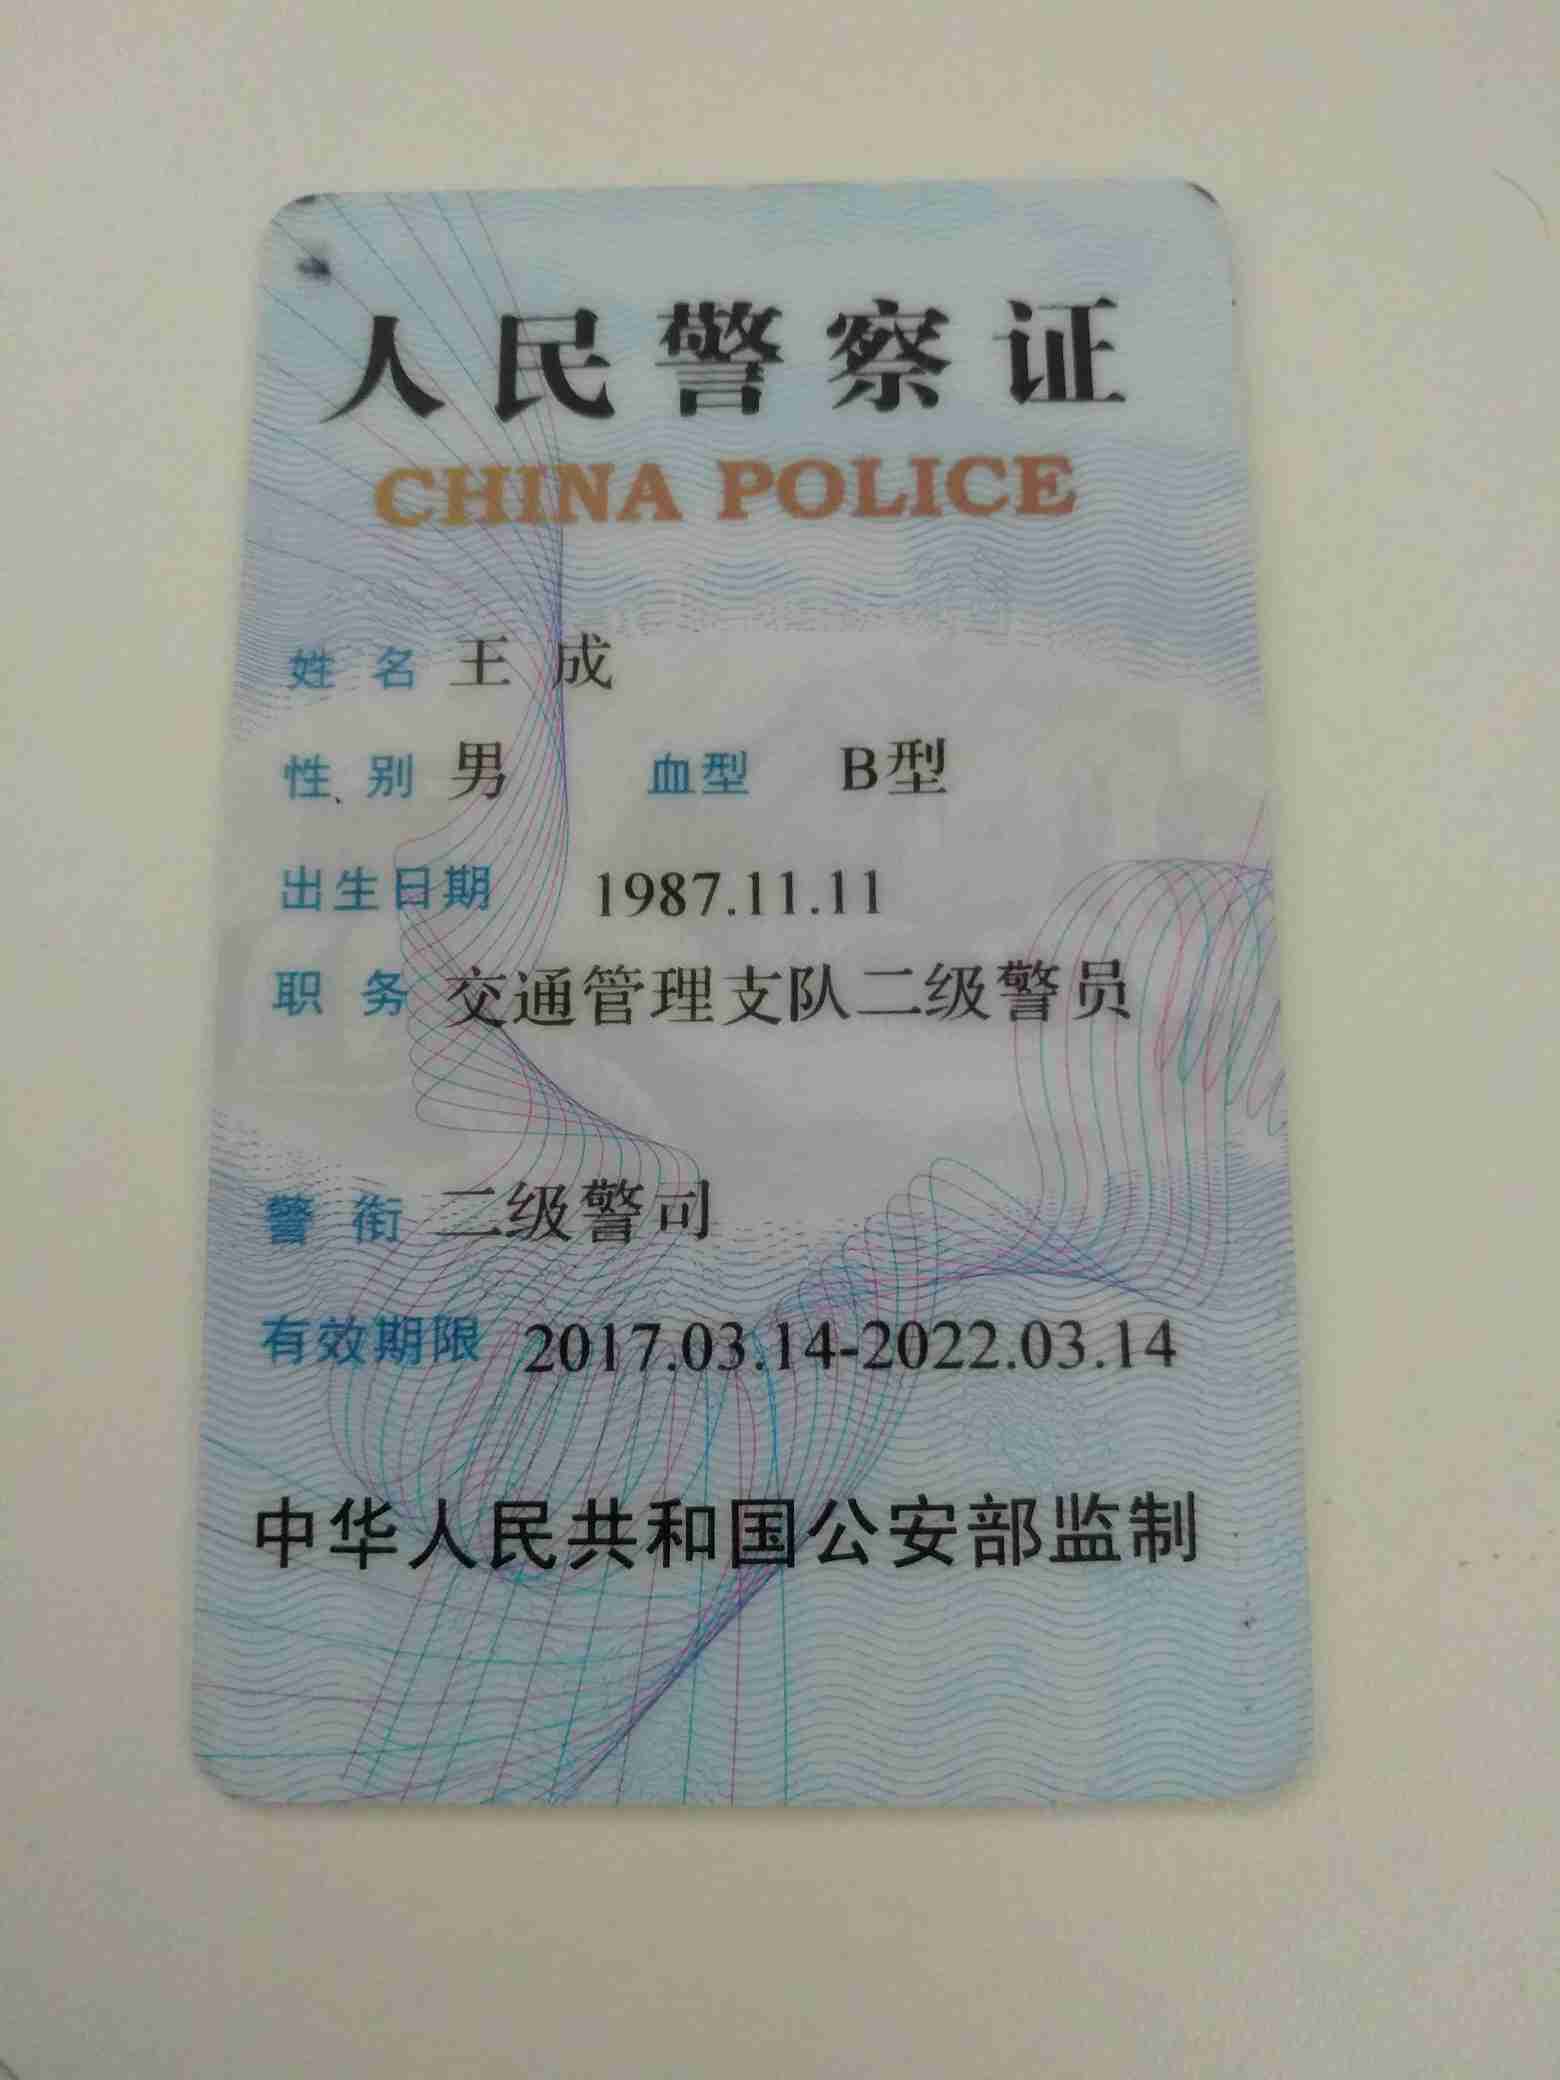 人民警察证
CHINA POLICE
姓 名 王 成
性 别 男 血型 B型
出生日期 1987.11.11
职 务 交通管理支队二级警员
警 衔 二级警司
有效期限 2017.03.14-2022.03.14
中华人民共和国公安部监制